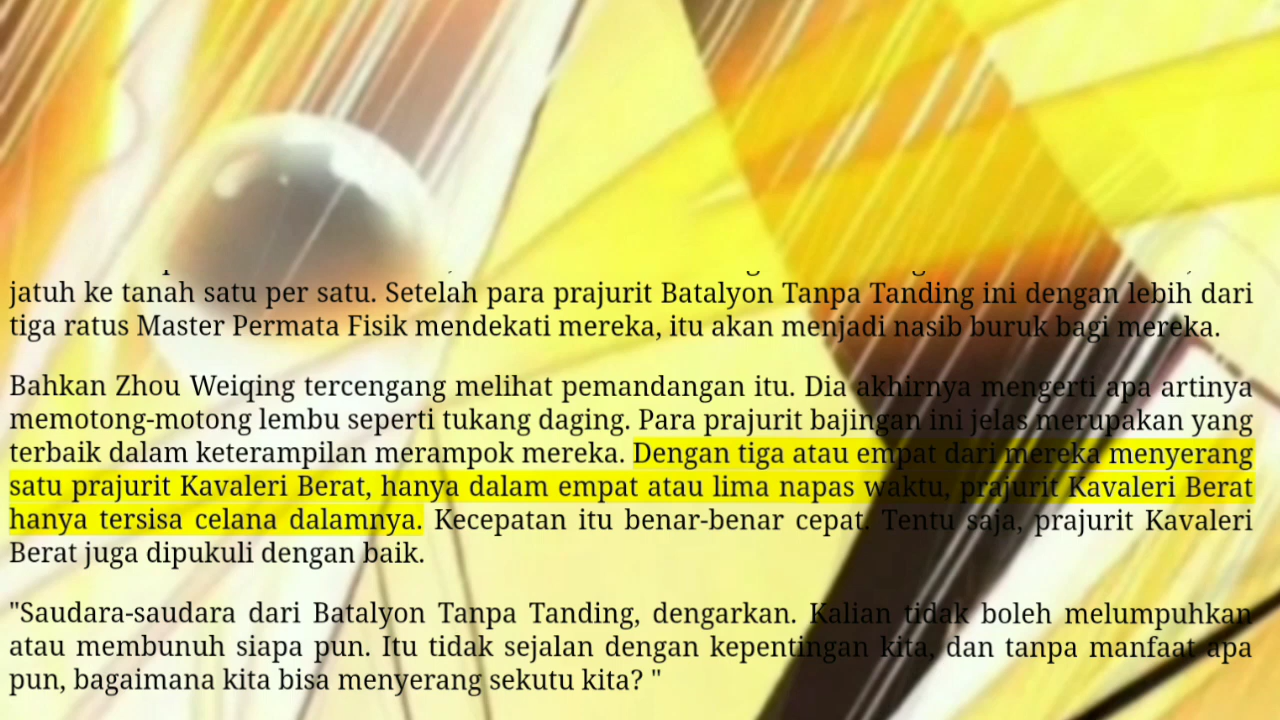 jatuh ke tanah satu per satu. Setelah para prajurit Batalyon Tanpa Tanding ini dengan lebih dari
tiga ratus Master Permata Fisik mendekati mereka, itu akan menjadi nasib buruk bagi mereka.
Bahkan Zhou Weiqing tercengang melihat pemandangan itu. Dia akhirnya mengerti apa artinya
memotong-motong lembu seperti tukang daging. Para prajurit bajingan ini jelas merupakan yang
terbaik dalam keterampilan merampok mereka. Dengan tiga atau empat dari mereka menyerang
satu prajurit Kavaleri Berat, hanya dalam empat atau lima napas waktu, prajurit Kavaleri Berat
hanya tersisa celana dalamnya. Kecepatan itu benar-benar cepat. Tentu saja, prajurit Kavaleri
Berat juga dipukuli dengan baik.
"Saudara-saudara dari Batalyon Tanpa Tanding, dengarkan. Kalian tidak boleh melumpuhkan
atau membunuh siapa pun. Itu tidak sejalan dengan kepentingan kita, dan tanpa manfaat apa
pun, bagaimana kita bisa menyerang sekutu kita? "